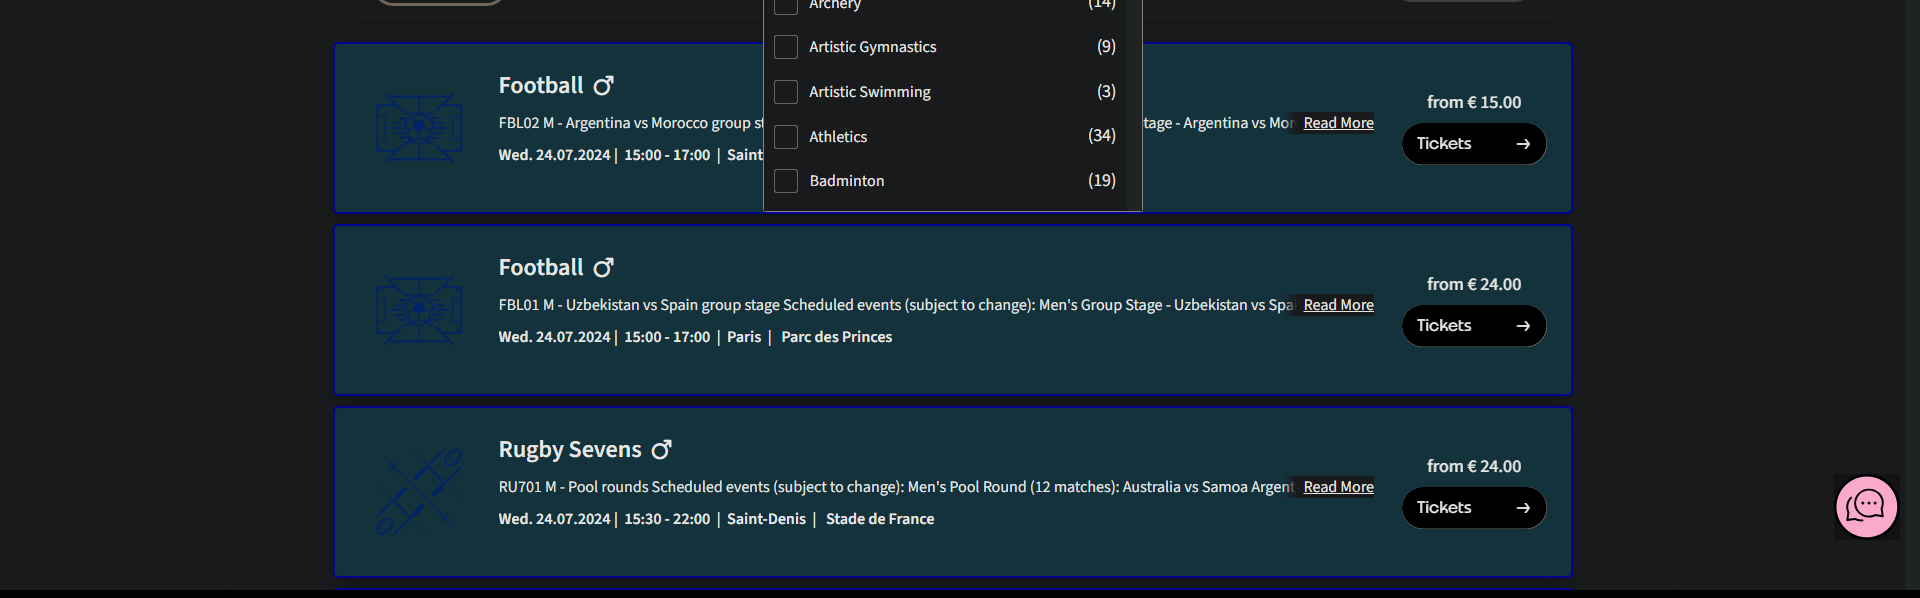 Archery (14)
Artistic Gymnastics (9)
Artistic Swimming (3)
Athletics (34)
Badminton (19)
Football
FBL02 M - Argentina vs Morocco group st
tage - Argentina vs Mor Read More
Wed. 24.07.2024 | 15:00 - 17:00 | Saint
from € 15.00
Tickets →
Football
FBL01 M - Uzbekistan vs Spain group stage Scheduled events (subject to change): Men's Group Stage - Uzbekistan vs Spa Read More
Wed. 24.07.2024 | 15:00 - 17:00 | Paris | Parc des Princes
from € 24.00
Tickets →
Rugby Sevens
RU701 M - Pool rounds Scheduled events (subject to change): Men's Pool Round (12 matches): Australia vs Samoa Argent Read More
Wed. 24.07.2024 | 15:30 - 22:00 | Saint-Denis | Stade de France
from € 24.00
Tickets →